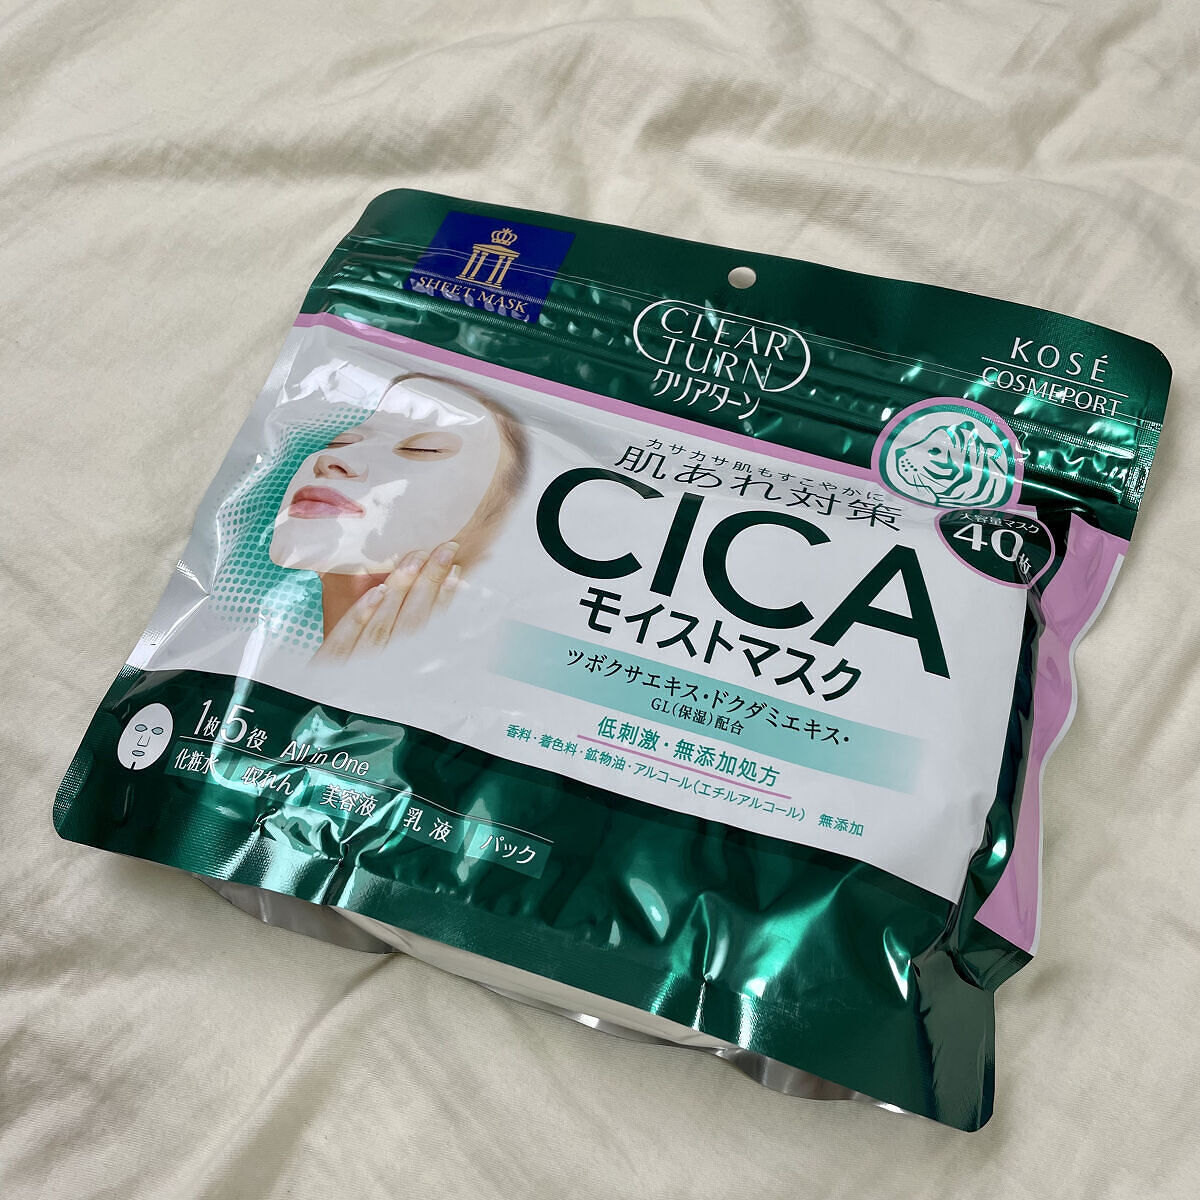 SHEET MASK
CLEAR
TURN
クリアターン
KOSÉ
COSMEPORT
カサカサ肌もすこやかに
肌あれ対策
CICA
モイストマスク
大容量マスク
40枚
ツボクサエキス・ドクダミエキス・
GL(保湿)配合
低刺激・無添加処方
香料・着色料・鉱物油・アルコール(エチルアルコール) 無添加
1枚5役 All in One
化粧水 収れん 美容液 乳液 パック